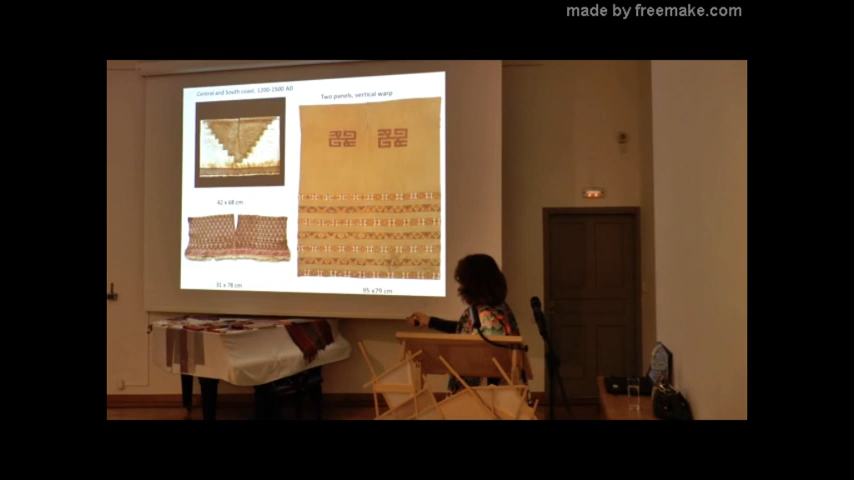 made by freemake.com
Central and South coast, 1200-1500 AD
Two panels, vertical warp
42 x 68 cm
31 x 78 cm
95 x 79 cm